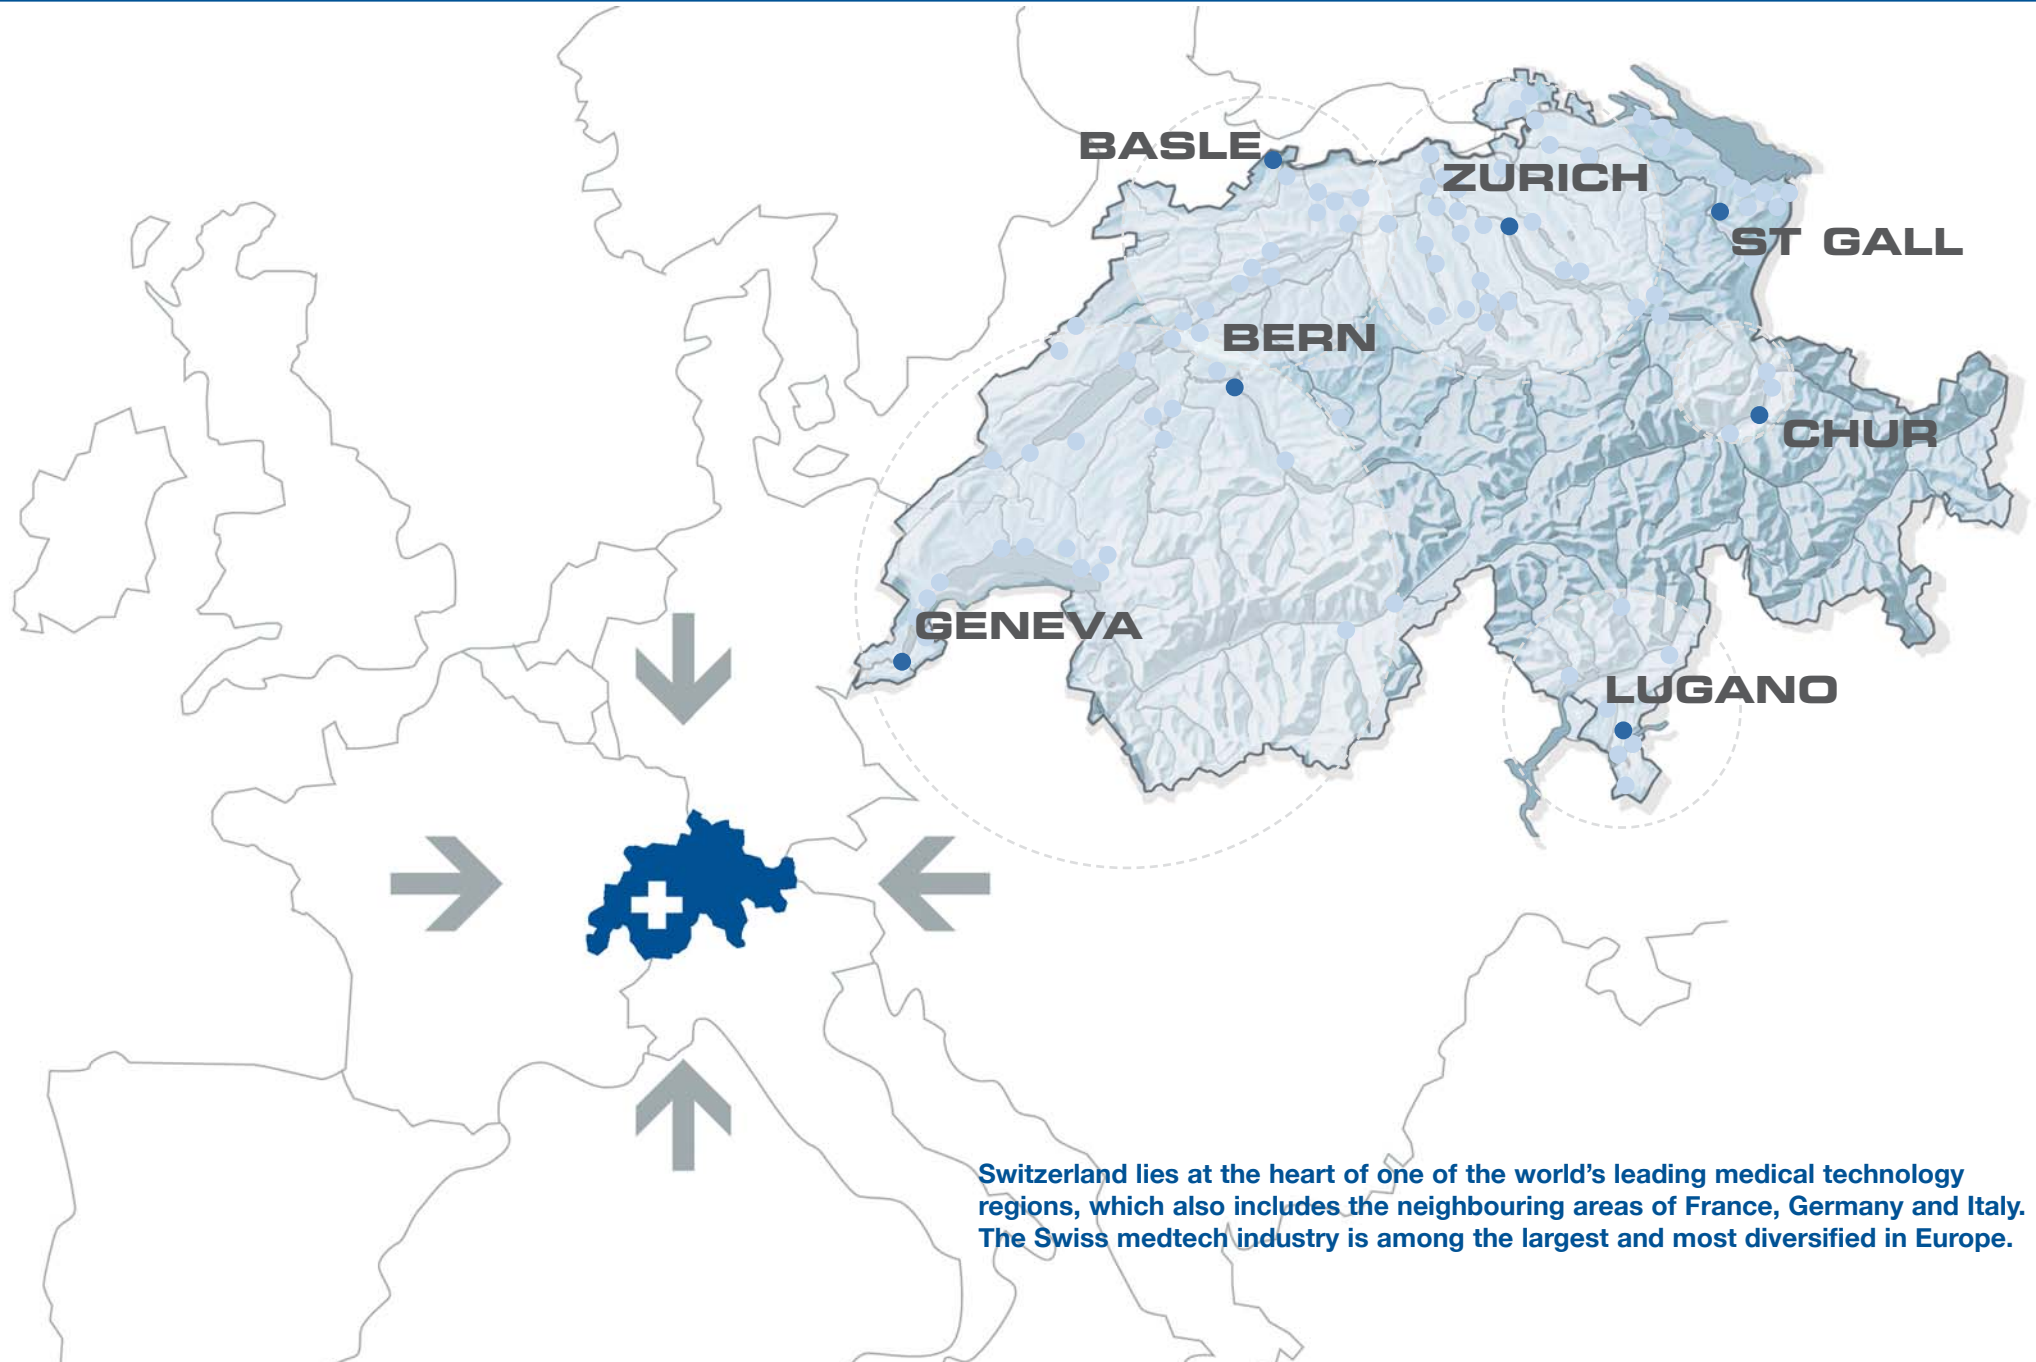 BASLE
ZURICH
ST GALL
BERN
CHUR
GENEVA
LUGANO
Switzerland lies at the heart of one of the world’s leading medical technology
regions, which also includes the neighbouring areas of France, Germany and Italy.
The Swiss medtech industry is among the largest and most diversified in Europe.